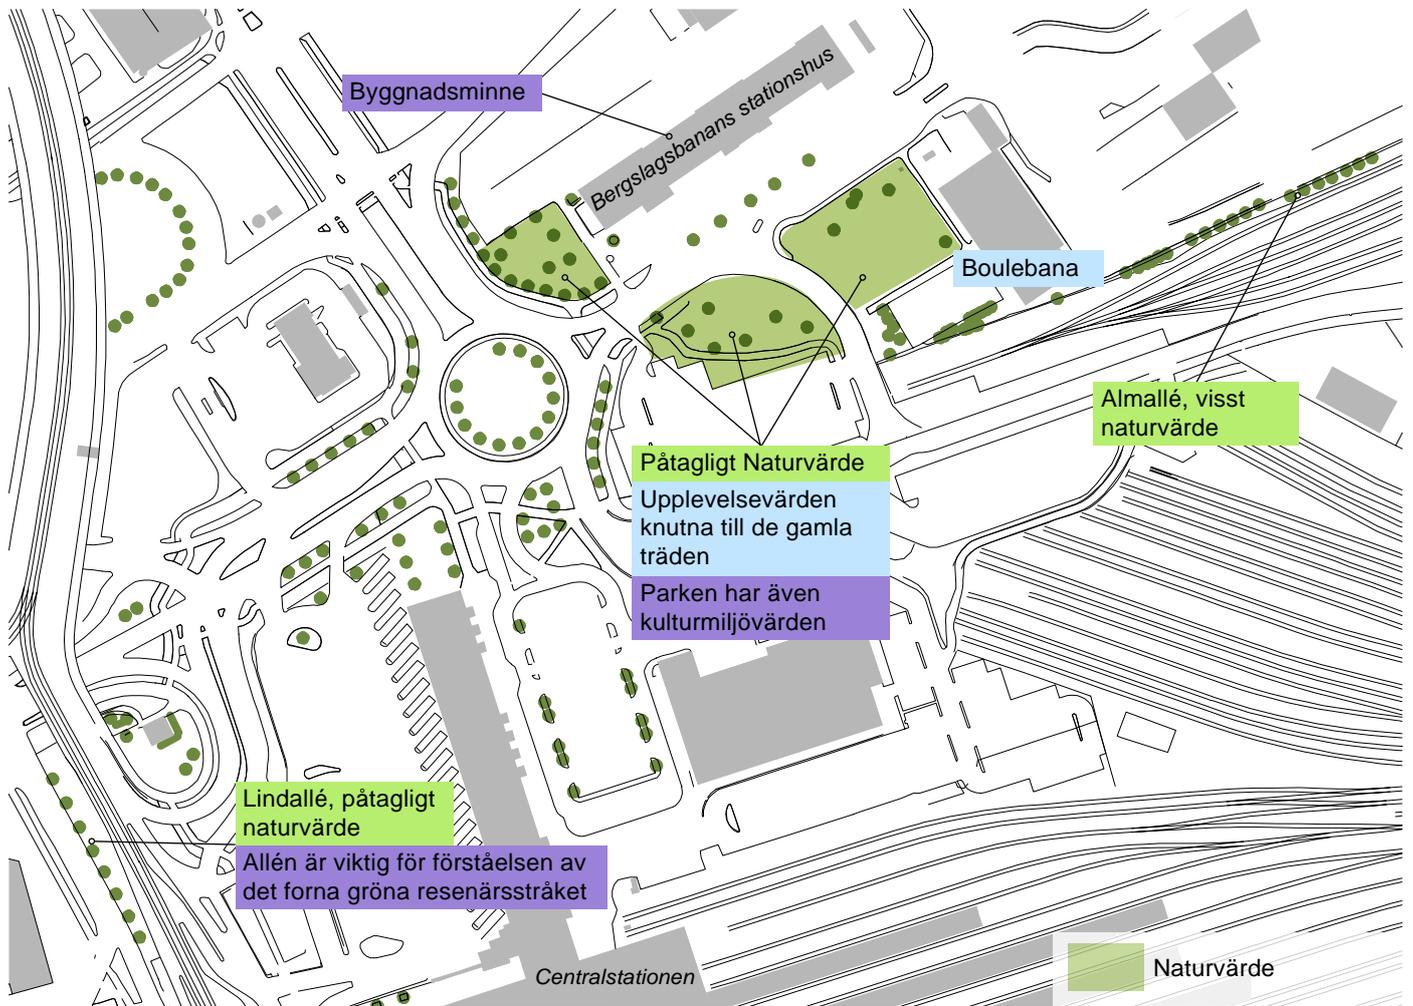 Byggnadsminne
Bergslagsbanans stationshus
Boulebana
Almallé, visst
naturvärde
Påtagligt Naturvärde
Upplevelsevärden
knutna till de gamla
träden
Parken har även
kulturmiljövärden
Lindallé, påtagligt
naturvärde
Allén är viktig för förståelsen av
det forna gröna resenärsstråket
Centralstationen
Naturvärde